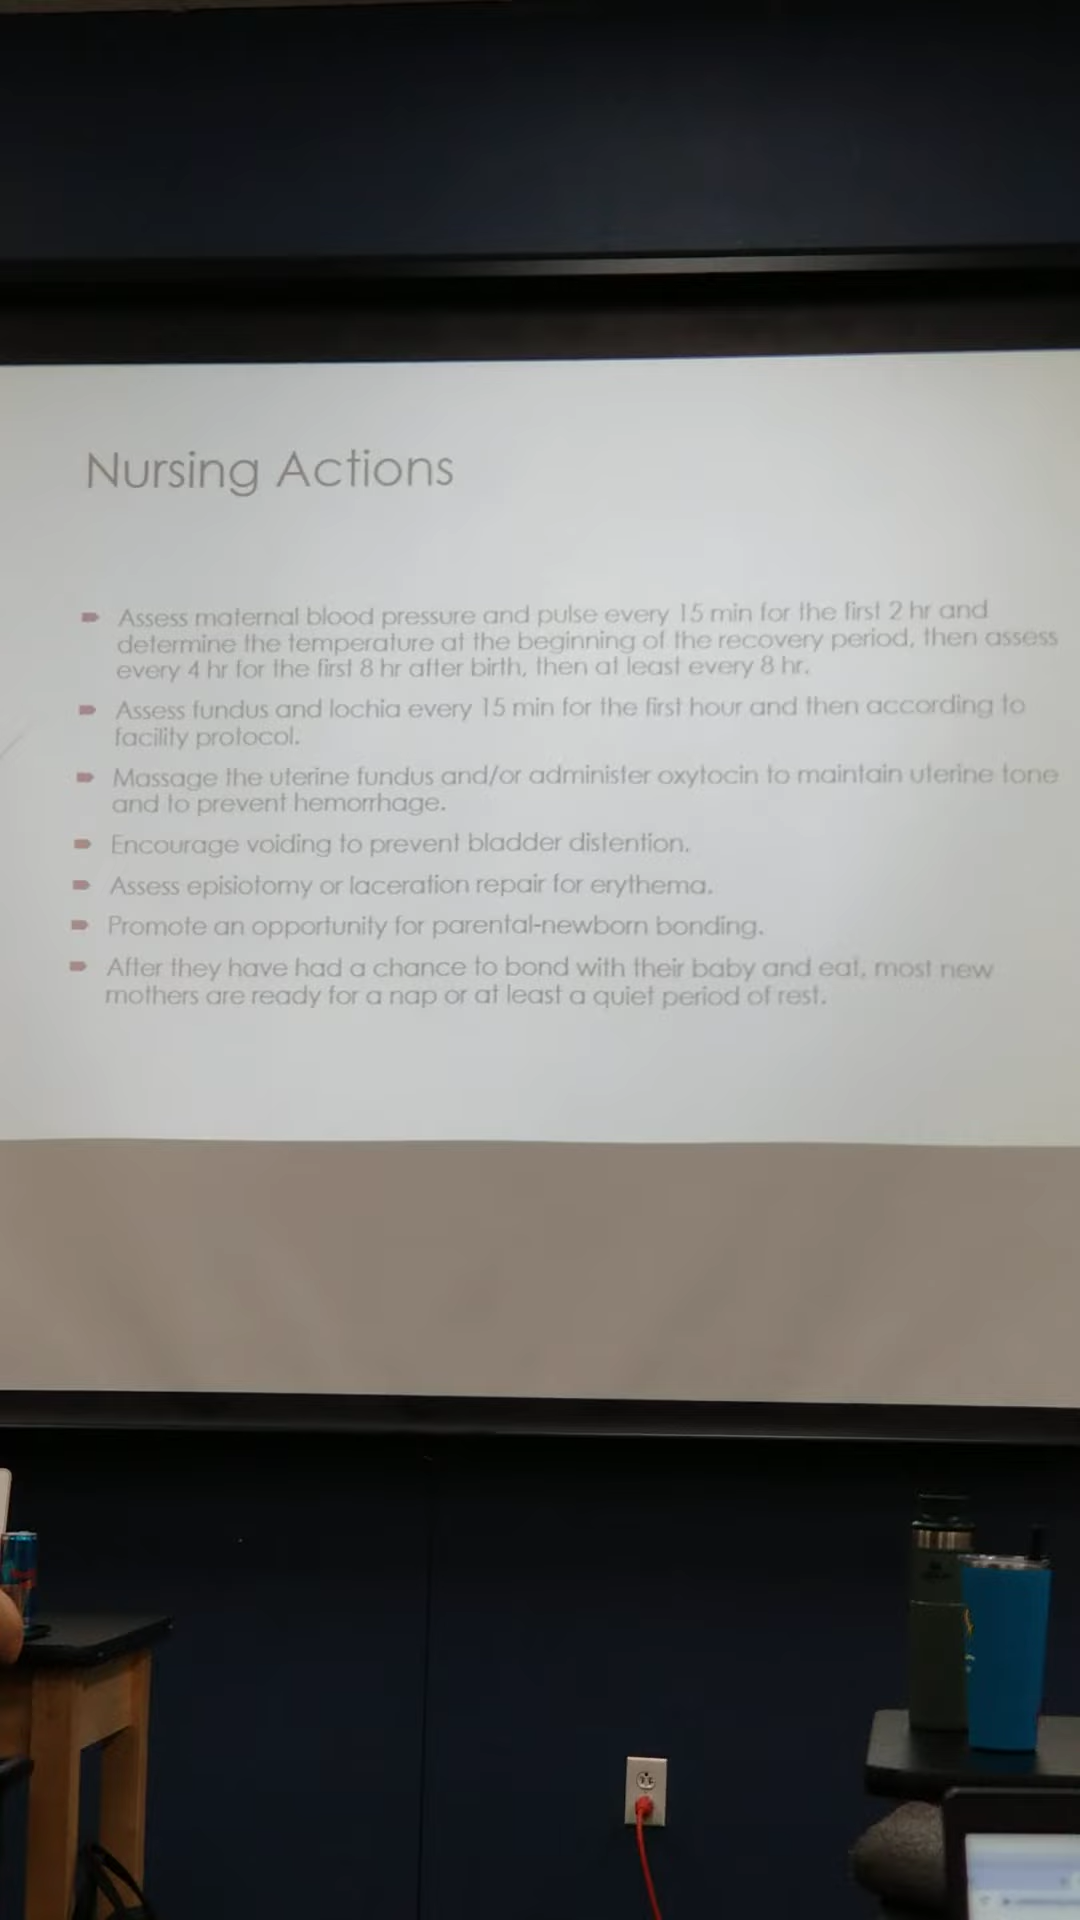 Nursing Actions
Assess maternal blood pressure and pulse every 15 min for the first 2 hr and
determine the temperature at the beginning of the recovery period, then assess
every 4 hr for the first 8 hr after birth, then at least every 8 hr.
Assess fundus and lochia every 15 min for the first hour and then according to
facility protocol.
Massage the uterine fundus and/or administer oxytocin to maintain uterine tone
and to prevent hemorrhage.
Encourage voiding to prevent bladder distention.
Assess episiotomy or laceration repair for erythema.
Promote an opportunity for parental-newborn bonding.
After they have had a chance to bond with their baby and eat, most new
mothers are ready for a nap or at least a quiet period of rest.